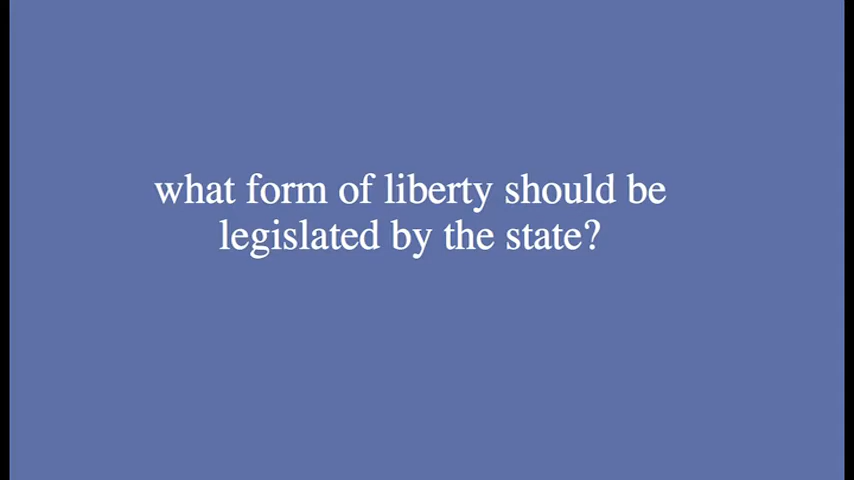 what form of liberty should be
legislated by the state?